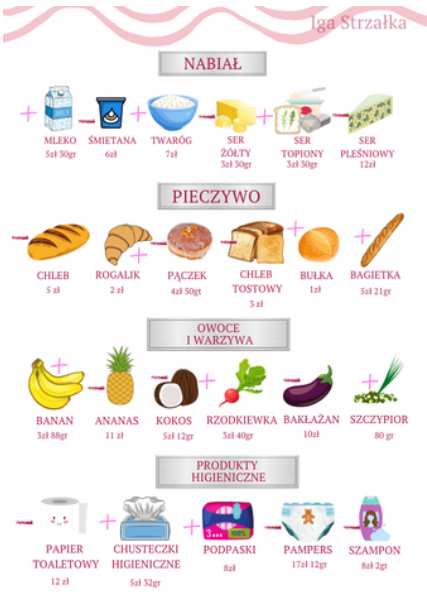 Iga Strzałka
NABIAŁ
MLEKO ŚMIETANA TWARÓG SER SER SER
5zł 30gr 6zł 7zł ŻÓŁTY TOPIONY PLEŚNIOWY
3zł 50gr 3zł 30gr 12zł
PIECZYWO
CHLEB ROGALIK PĄCZEK CHLEB BUŁKA BAGIETKA
5 zł 2 zł 4zł 50gt TOSTOWY 1zł 5zł 21gr
3 zł
OWOCE
I WARZYWA
BANAN ANANAS KOKOS RZODKIEWKA BAKŁAŻAN SZCZYPIOR
3zł 88gr 11 zł 5zł 12gr 3zł 40gr 10zł 80 gr
PRODUKTY
HIGIENICZNE
3 100%
PAPIER CHUSTECZKI PODPASKI PAMPERS SZAMPON
TOALETOWY HIGIENICZNE 8zł 17zł 12gr 8zł 2gr
12 zł 5zł 32gr